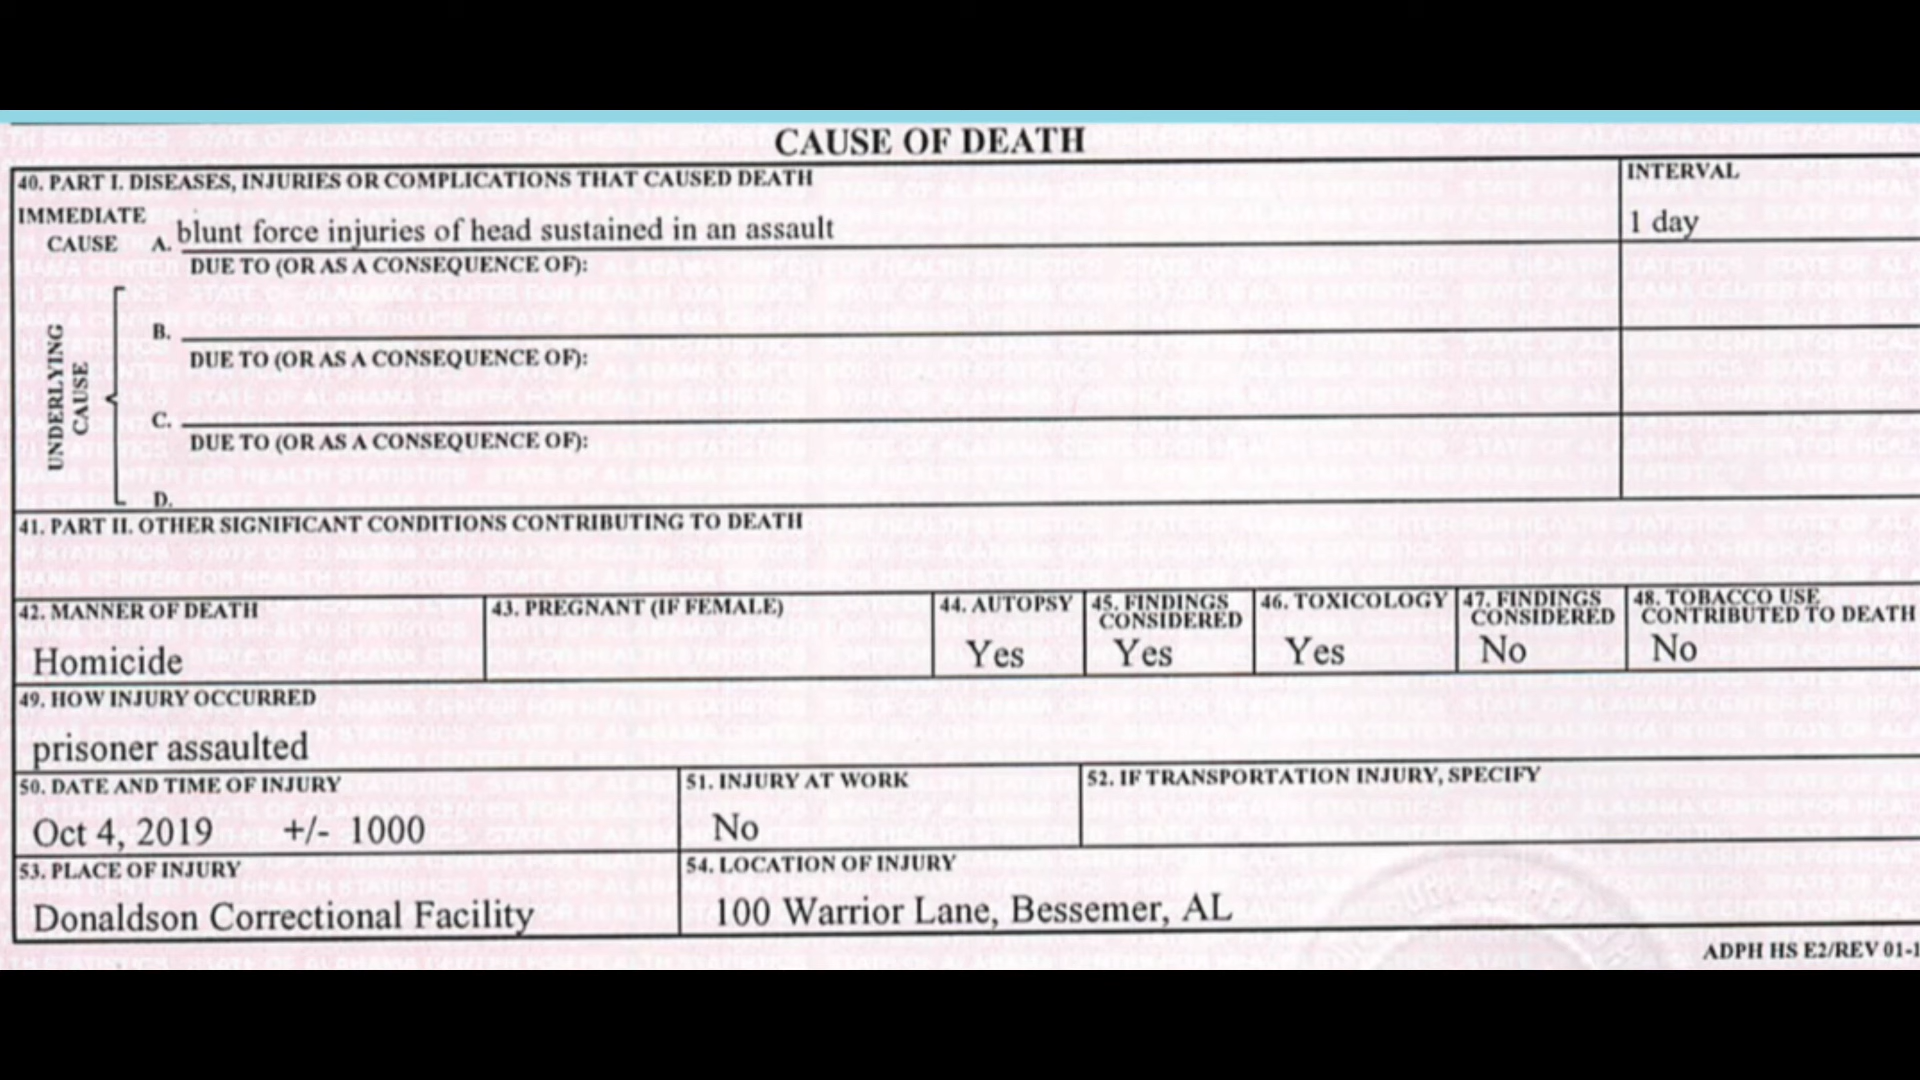 CAUSE OF DEATH
40. PART I. DISEASES, INJURIES OR COMPLICATIONS THAT CAUSED DEATH
INTERVAL
IMMEDIATE CAUSE A. blunt force injuries of head sustained in an assault
1 day
DUE TO (OR AS A CONSEQUENCE OF):
UNDERLYING CAUSE
B.
DUE TO (OR AS A CONSEQUENCE OF):
C.
DUE TO (OR AS A CONSEQUENCE OF):
D.
41. PART II. OTHER SIGNIFICANT CONDITIONS CONTRIBUTING TO DEATH
42. MANNER OF DEATH
Homicide
43. PREGNANT (IF FEMALE)
44. AUTOPSY
Yes
45. FINDINGS CONSIDERED
Yes
46. TOXICOLOGY
Yes
47. FINDINGS CONSIDERED
No
48. TOBACCO USE CONTRIBUTED TO DEATH
No
49. HOW INJURY OCCURRED
prisoner assaulted
50. DATE AND TIME OF INJURY
Oct 4, 2019 +/- 1000
51. INJURY AT WORK
No
52. IF TRANSPORTATION INJURY, SPECIFY
53. PLACE OF INJURY
Donaldson Correctional Facility
54. LOCATION OF INJURY
100 Warrior Lane, Bessemer, AL
ADPH HS E2/REV 01-1